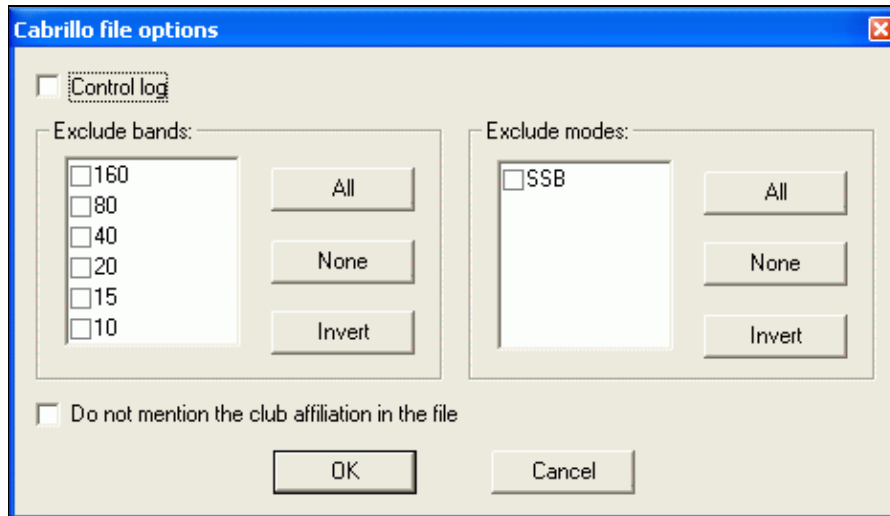 Cabrillo file options
Control log
Exclude bands:
160
80
40
20
15
10
All
None
Invert
Exclude modes:
SSB
All
None
Invert
Do not mention the club affiliation in the file
OK
Cancel